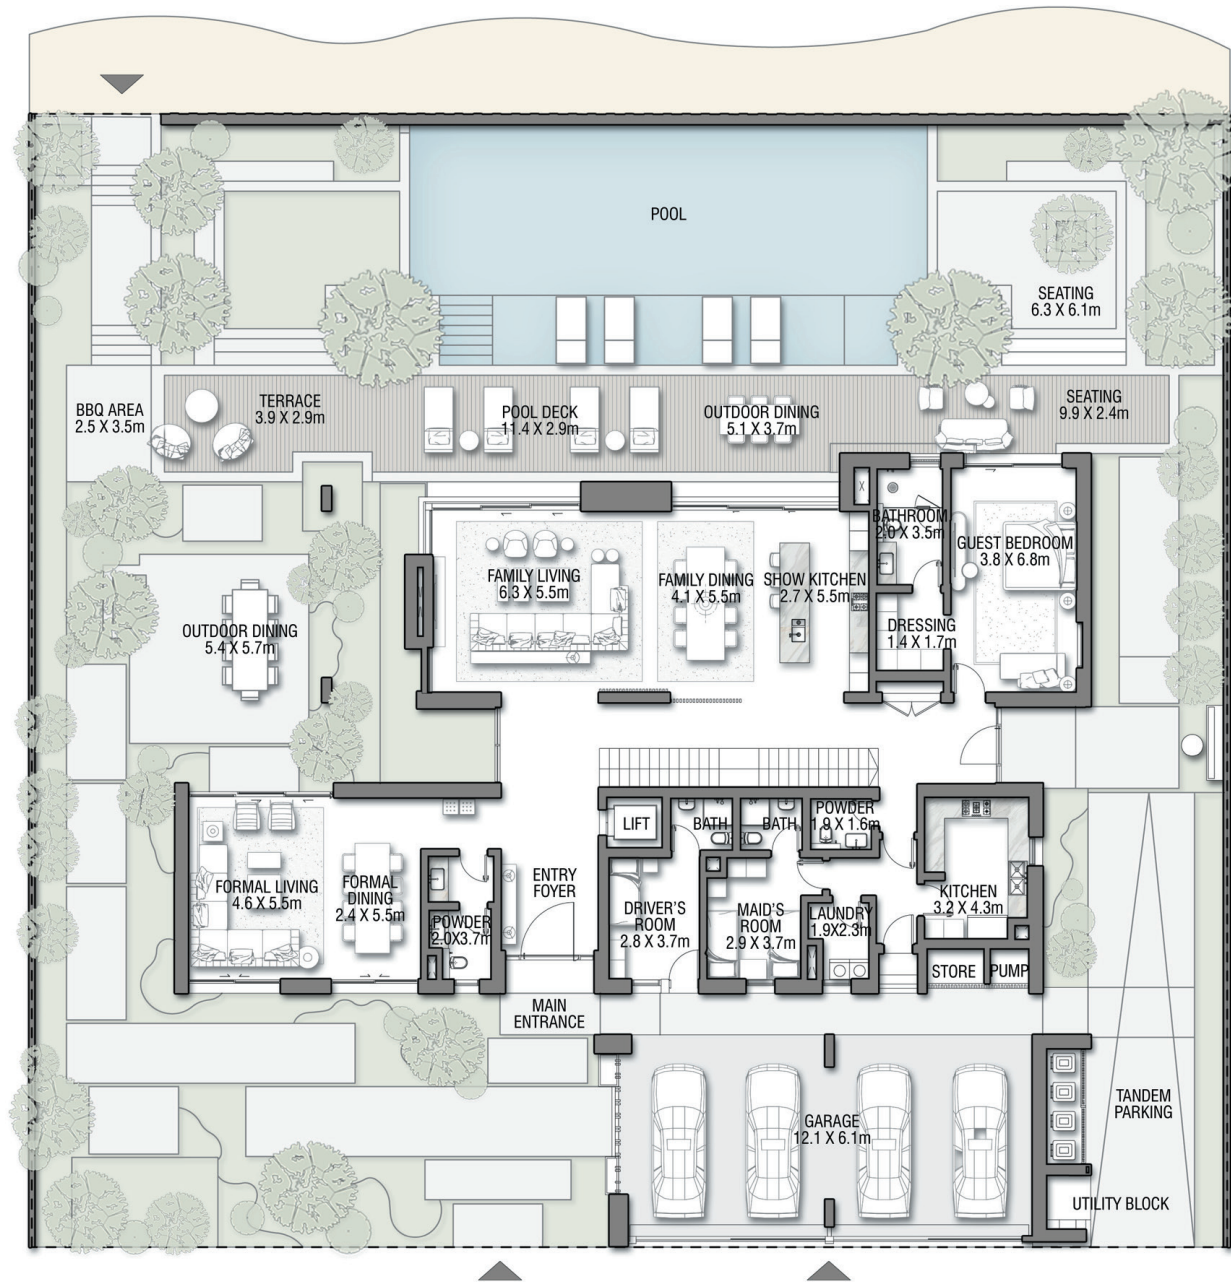 POOL
SEATING
6.3 X 6.1m
BBQ AREA
2.5 X 3.5m
TERRACE
3.9 X 2.9m
POOL DECK
11.4 X 2.9m
OUTDOOR DINING
5.1 X 3.7m
SEATING
9.9 X 2.4m
BATHROOM
2.0 X 3.5m
GUEST BEDROOM
3.8 X 6.8m
FAMILY LIVING
6.3 X 5.5m
FAMILY DINING
4.1 X 5.5m
SHOW KITCHEN
2.7 X 5.5m
DRESSING
1.4 X 1.7m
OUTDOOR DINING
5.4 X 5.7m
LIFT
BATH
BATH
POWDER
1.9 X 1.6m
FORMAL LIVING
4.6 X 5.5m
FORMAL
DINING
2.4 X 5.5m
POWDER
2.0X3.7m
ENTRY
FOYER
DRIVER'S
ROOM
2.8 X 3.7m
MAID'S
ROOM
2.9 X 3.7m
LAUNDRY
1.9X2.3m
KITCHEN
3.2 X 4.3m
STORE
PUMP
MAIN
ENTRANCE
GARAGE
12.1 X 6.1m
TANDEM
PARKING
UTILITY BLOCK